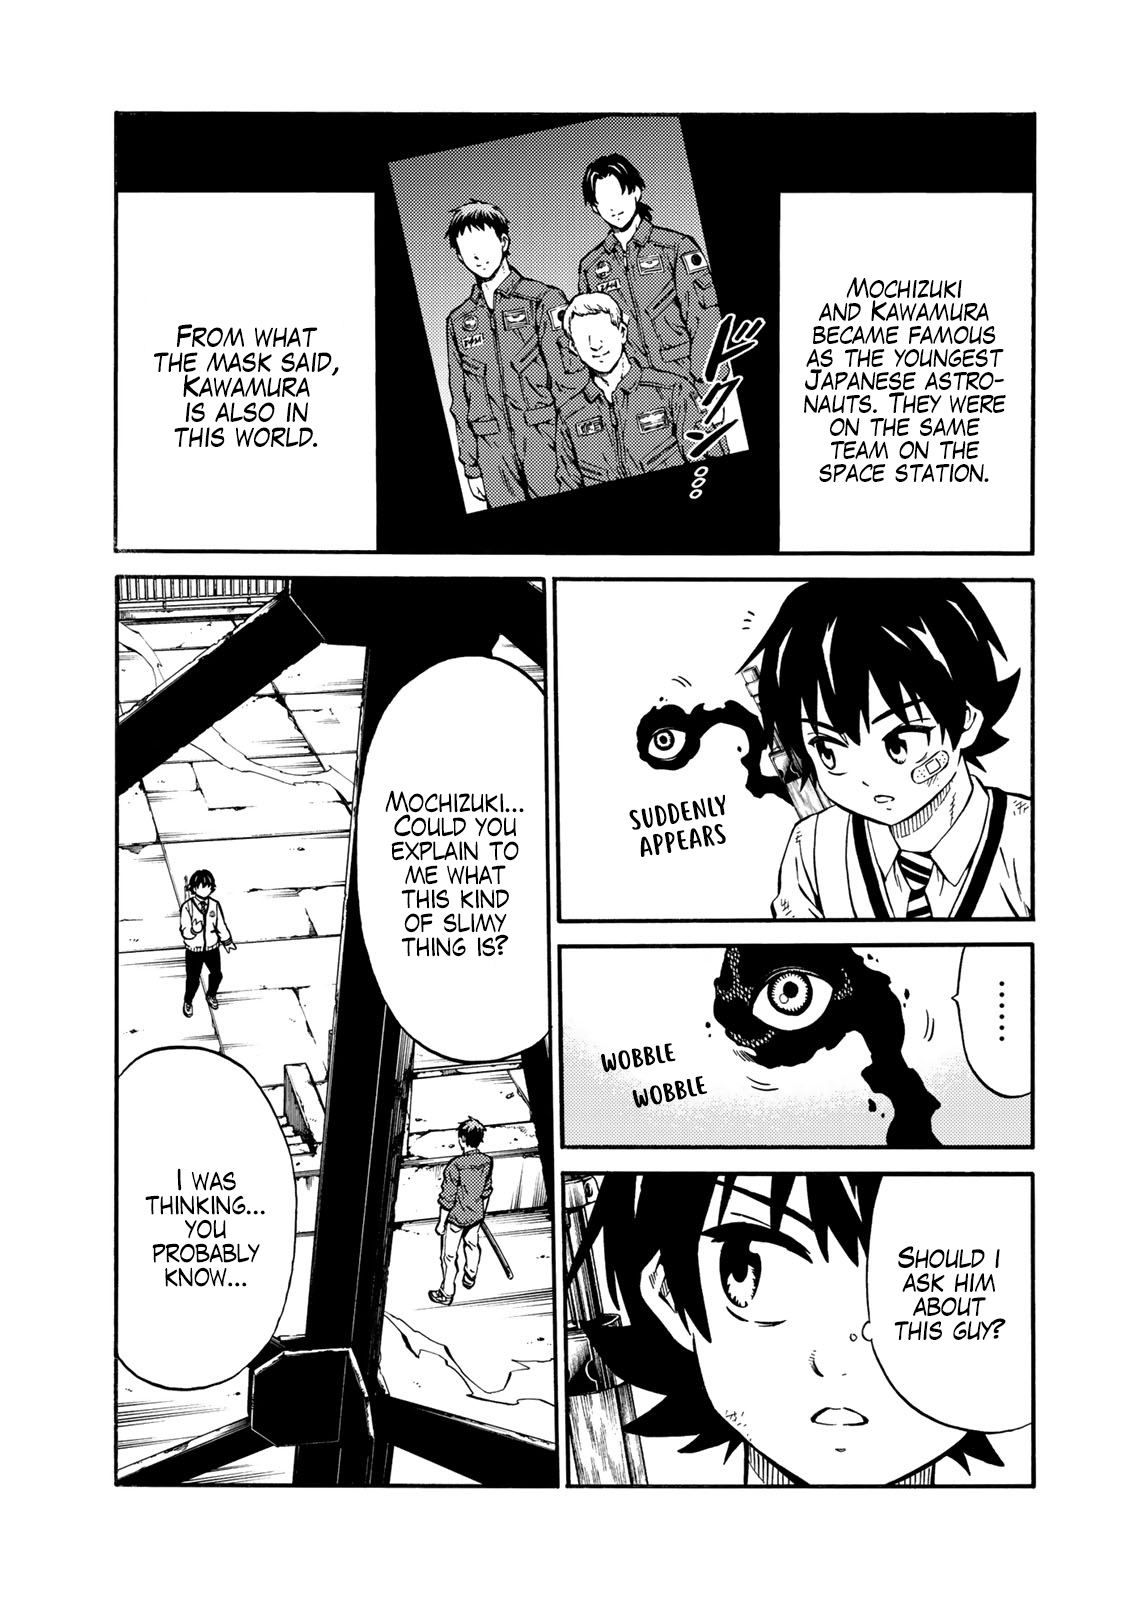 MOCHIZUKI
AND KAWAMURA
BECAME FAMOUS
AS THE YOUNGEST
JAPANESE ASTRO-
NAUTS. THEY WERE
ON THE SAME
TEAM ON THE
SPACE STATION.
ドクン...
FROM WHAT
THE MASK SAID,
KAWAMURA
IS ALSO IN
THIS WORLD.
SUDDENLY
APPEARS
......
WOBBLE
WOBBLE
SHOULD I
ASK HIM
ABOUT
THIS GUY?
MOCHIZUKI...
COULD YOU
EXPLAIN TO
ME WHAT
THIS KIND
OF SLIMY
THING IS?
I WAS
THINKING...
YOU
PROBABLY
KNOW...